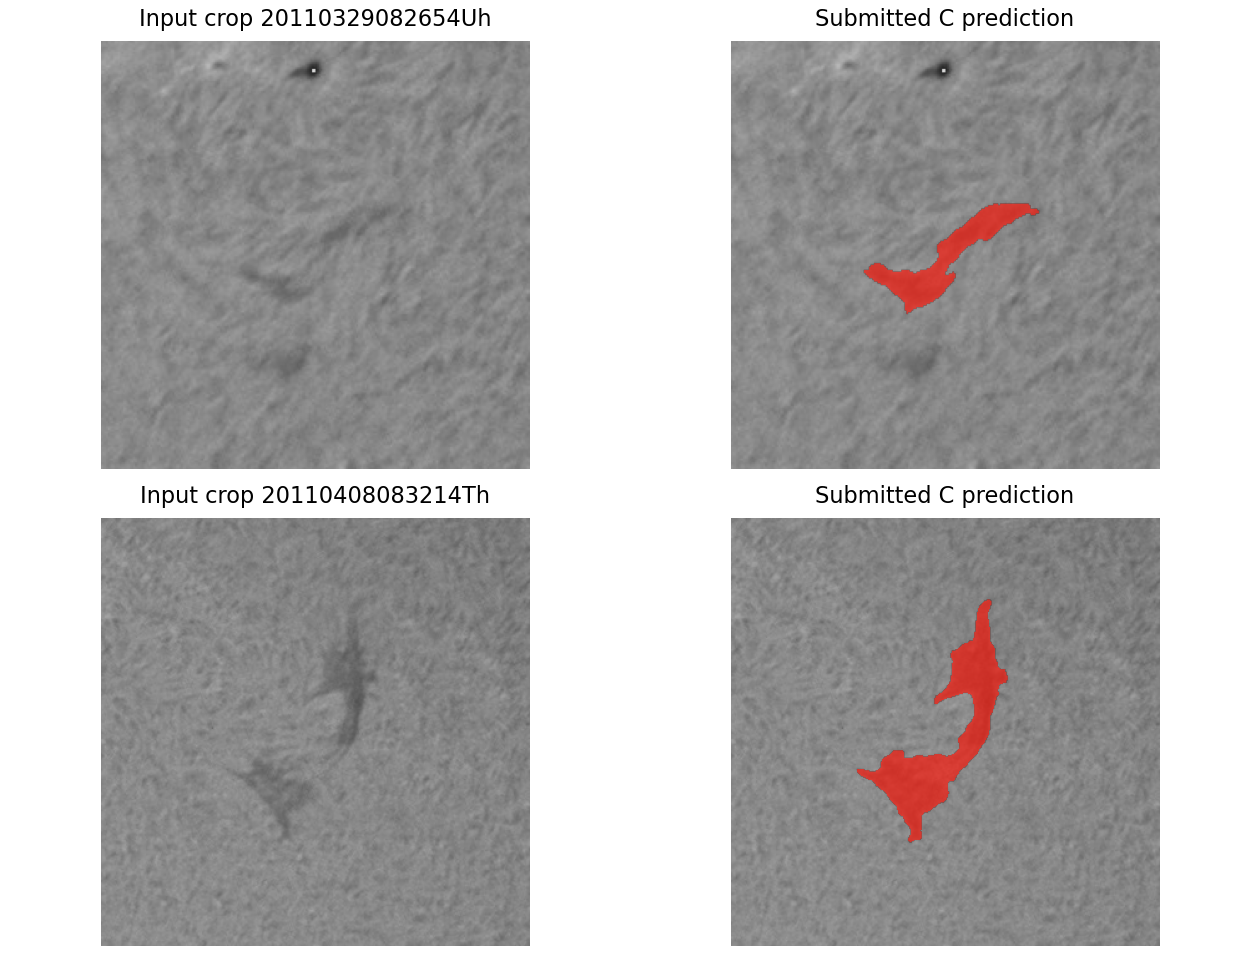 Input crop 20110329082654Uh
Submitted C prediction
Input crop 20110408083214Th
Submitted C prediction